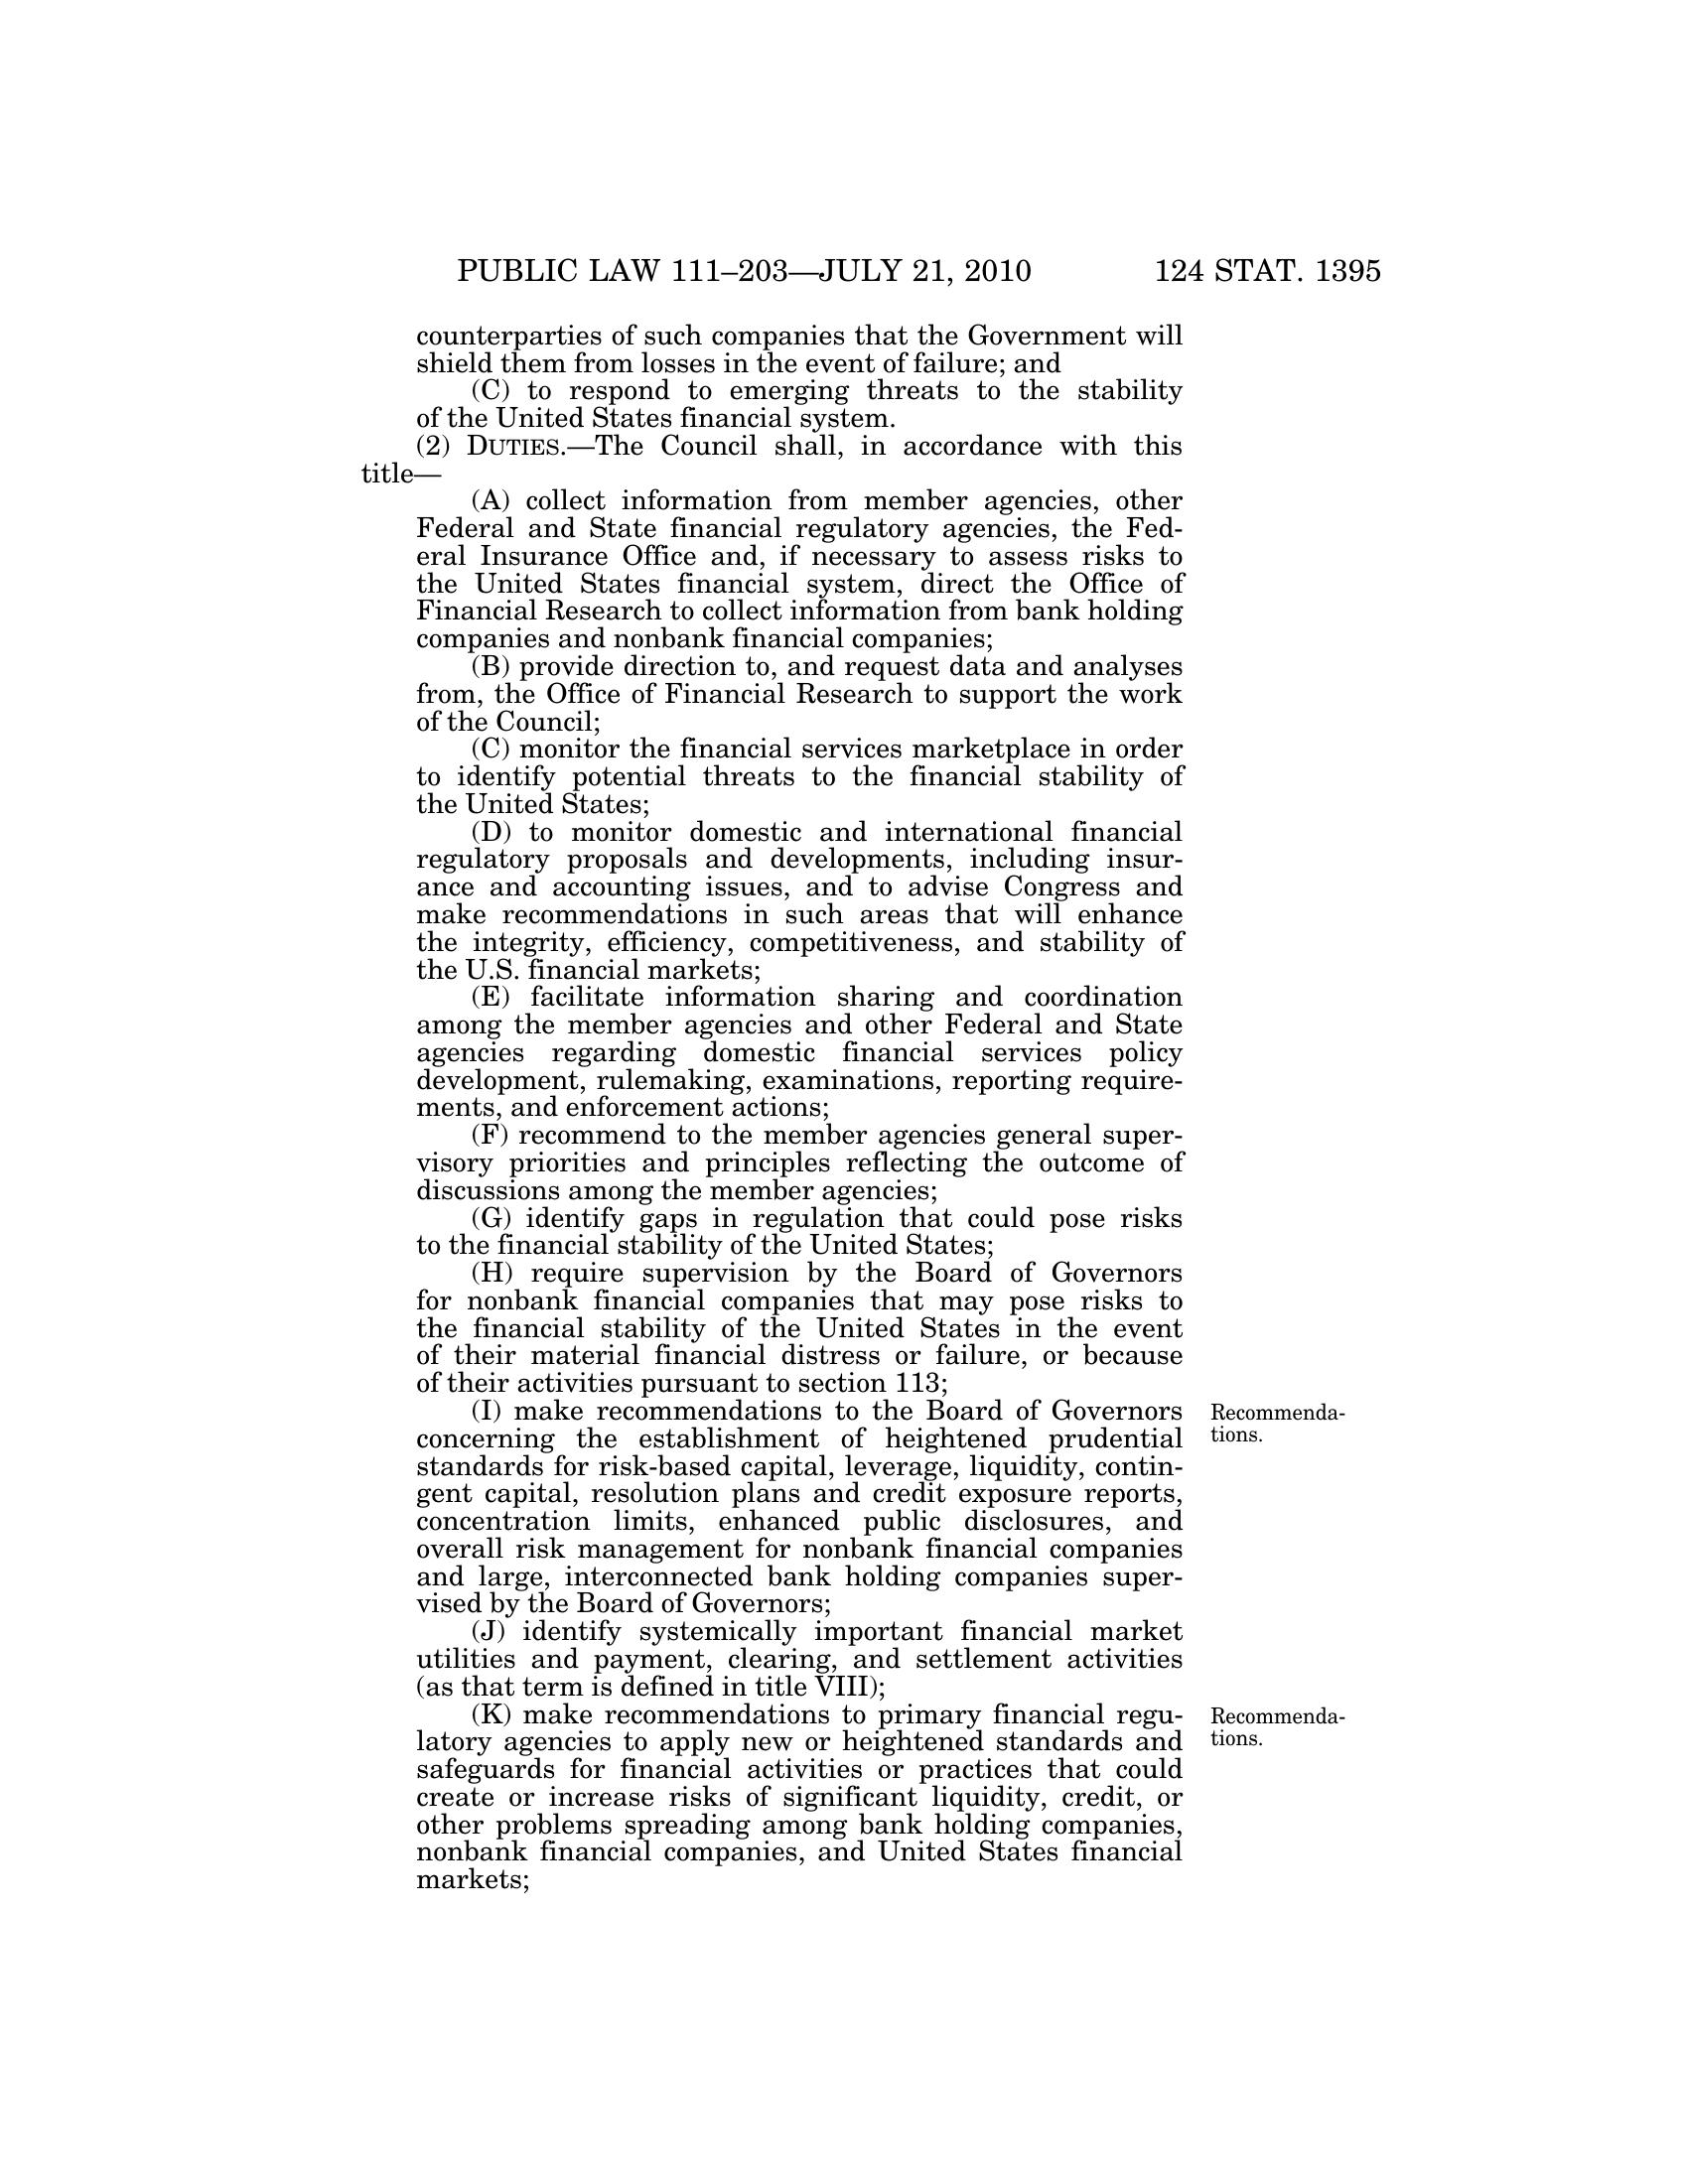 PUBLIC LAW 111–203—JULY 21, 2010 124 STAT. 1395
counterparties of such companies that the Government will
shield them from losses in the event of failure; and
(C) to respond to emerging threats to the stability
of the United States financial system.
(2) DUTIES.—The Council shall, in accordance with this
title—
(A) collect information from member agencies, other
Federal and State financial regulatory agencies, the Fed-
eral Insurance Office and, if necessary to assess risks to
the United States financial system, direct the Office of
Financial Research to collect information from bank holding
companies and nonbank financial companies;
(B) provide direction to, and request data and analyses
from, the Office of Financial Research to support the work
of the Council;
(C) monitor the financial services marketplace in order
to identify potential threats to the financial stability of
the United States;
(D) to monitor domestic and international financial
regulatory proposals and developments, including insur-
ance and accounting issues, and to advise Congress and
make recommendations in such areas that will enhance
the integrity, efficiency, competitiveness, and stability of
the U.S. financial markets;
(E) facilitate information sharing and coordination
among the member agencies and other Federal and State
agencies regarding domestic financial services policy
development, rulemaking, examinations, reporting require-
ments, and enforcement actions;
(F) recommend to the member agencies general super-
visory priorities and principles reflecting the outcome of
discussions among the member agencies;
(G) identify gaps in regulation that could pose risks
to the financial stability of the United States;
(H) require supervision by the Board of Governors
for nonbank financial companies that may pose risks to
the financial stability of the United States in the event
of their material financial distress or failure, or because
of their activities pursuant to section 113;
(I) make recommendations to the Board of Governors
concerning the establishment of heightened prudential
standards for risk-based capital, leverage, liquidity, contin-
gent capital, resolution plans and credit exposure reports,
concentration limits, enhanced public disclosures, and
overall risk management for nonbank financial companies
and large, interconnected bank holding companies super-
vised by the Board of Governors;
(J) identify systemically important financial market
utilities and payment, clearing, and settlement activities
(as that term is defined in title VIII);
(K) make recommendations to primary financial regu-
latory agencies to apply new or heightened standards and
safeguards for financial activities or practices that could
create or increase risks of significant liquidity, credit, or
other problems spreading among bank holding companies,
nonbank financial companies, and United States financial
markets;
Recommenda-
tions.
Recommenda-
tions.